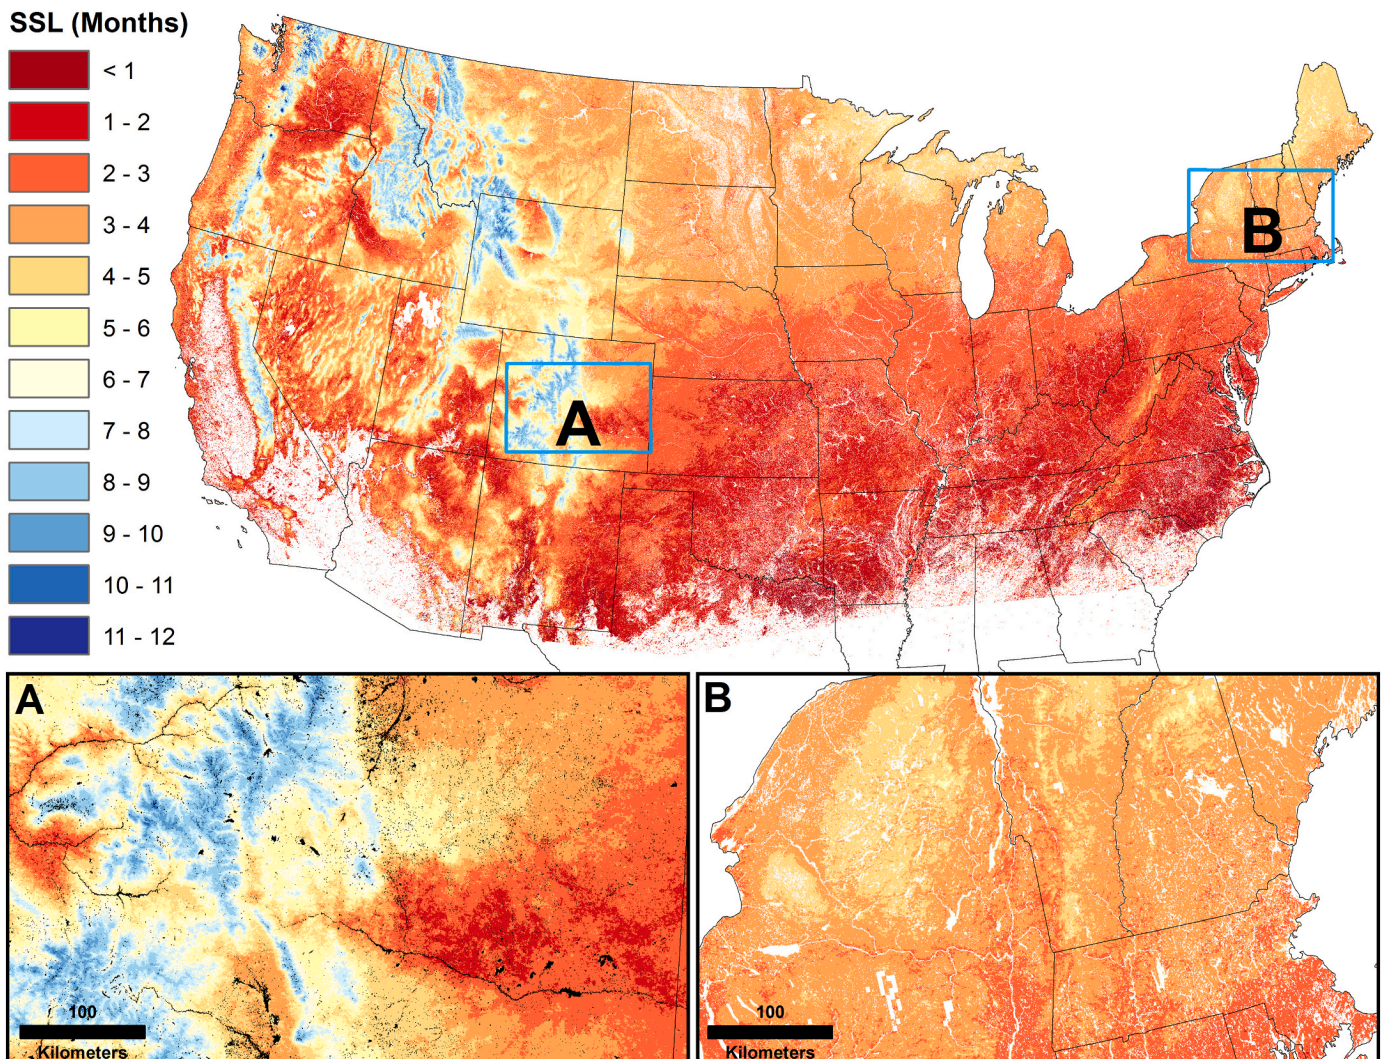 SSL (Months)
< 1
1 - 2
2 - 3
3 - 4
4 - 5
5 - 6
6 - 7
7 - 8
8 - 9
9 - 10
10 - 11
11 - 12
A
B
A
100
Kilometers
B
100
Kilometers